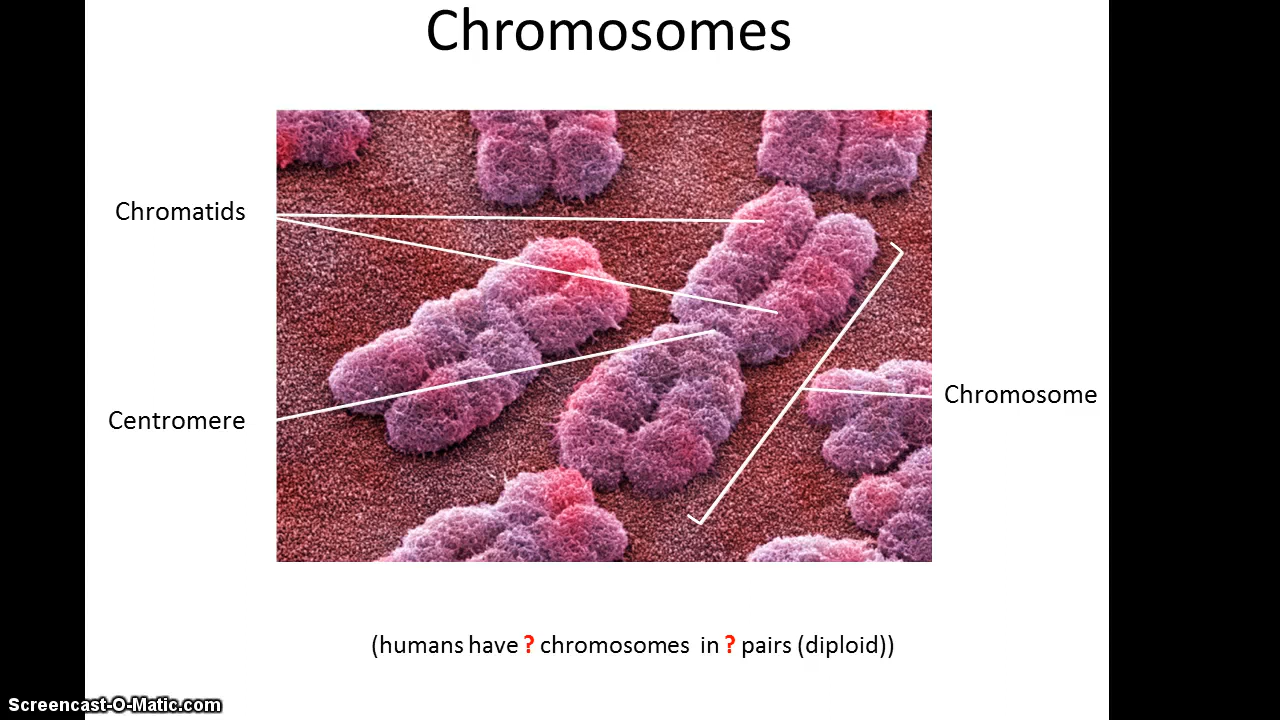 Chromosomes
Chromatids
Centromere
Chromosome
(humans have ? chromosomes in ? pairs (diploid))
Screencast-O-Matic.com